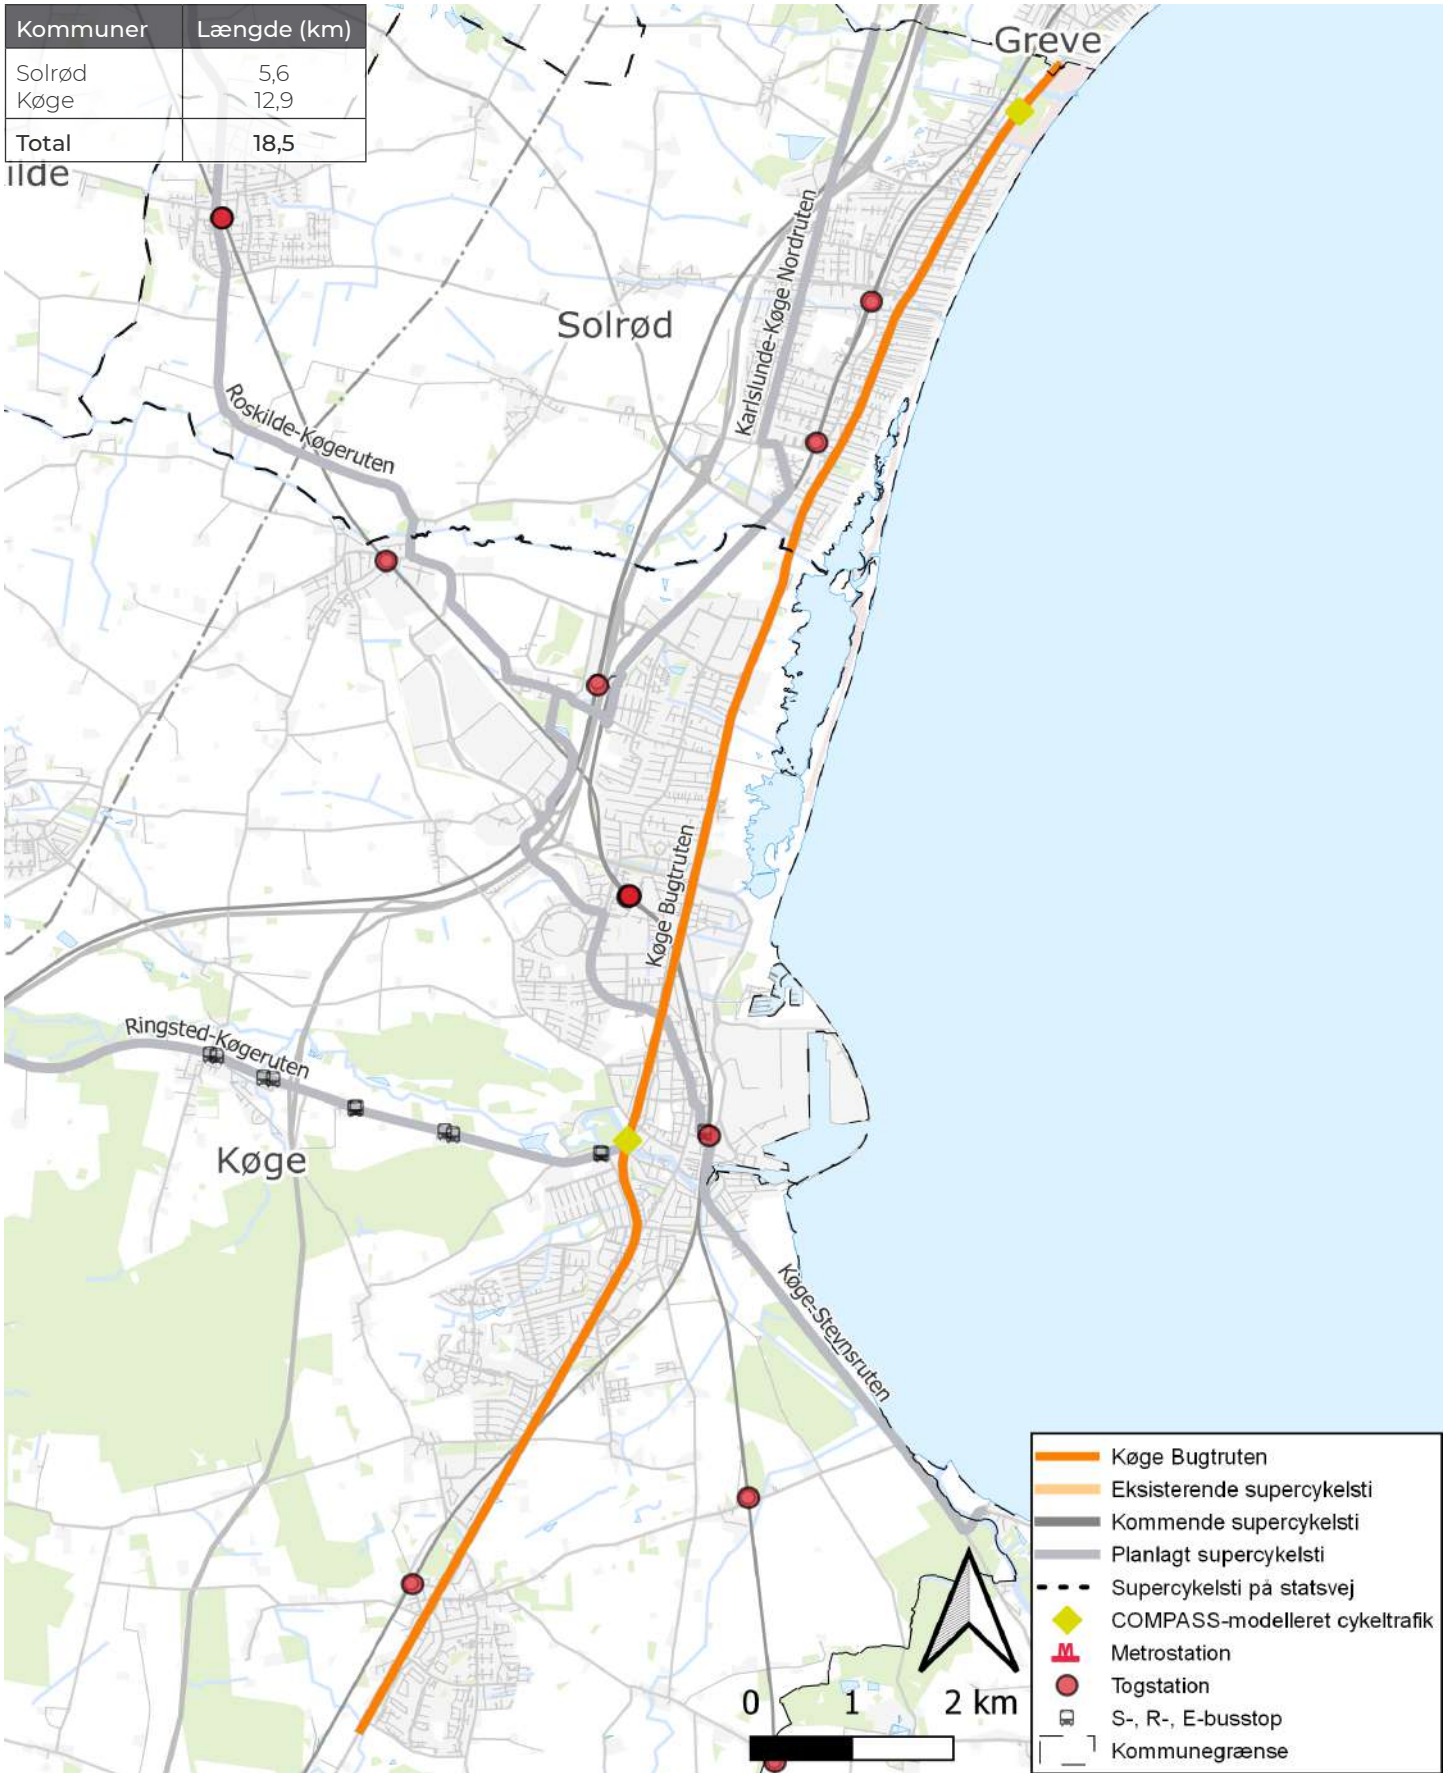 Kommuner Længde (km)
Solrød 5,6
Køge 12,9
Total 18,5
Greve
ilde
Karlslunde-Køge Nordruten
Solrød
Roskilde-Køgeruten
Køge Bugtruten
Ringsted-Køgeruten
Køge
Køge-Stevnsruten
Køge Bugtruten
Eksisterende supercykelsti
Kommende supercykelsti
Planlagt supercykelsti
Supercykelsti på statsvej
COMPASS-modelleret cykeltrafik
M Metrostation
Togstation
S-, R-, E-busstop
Kommunegrænse
0 1 2 km